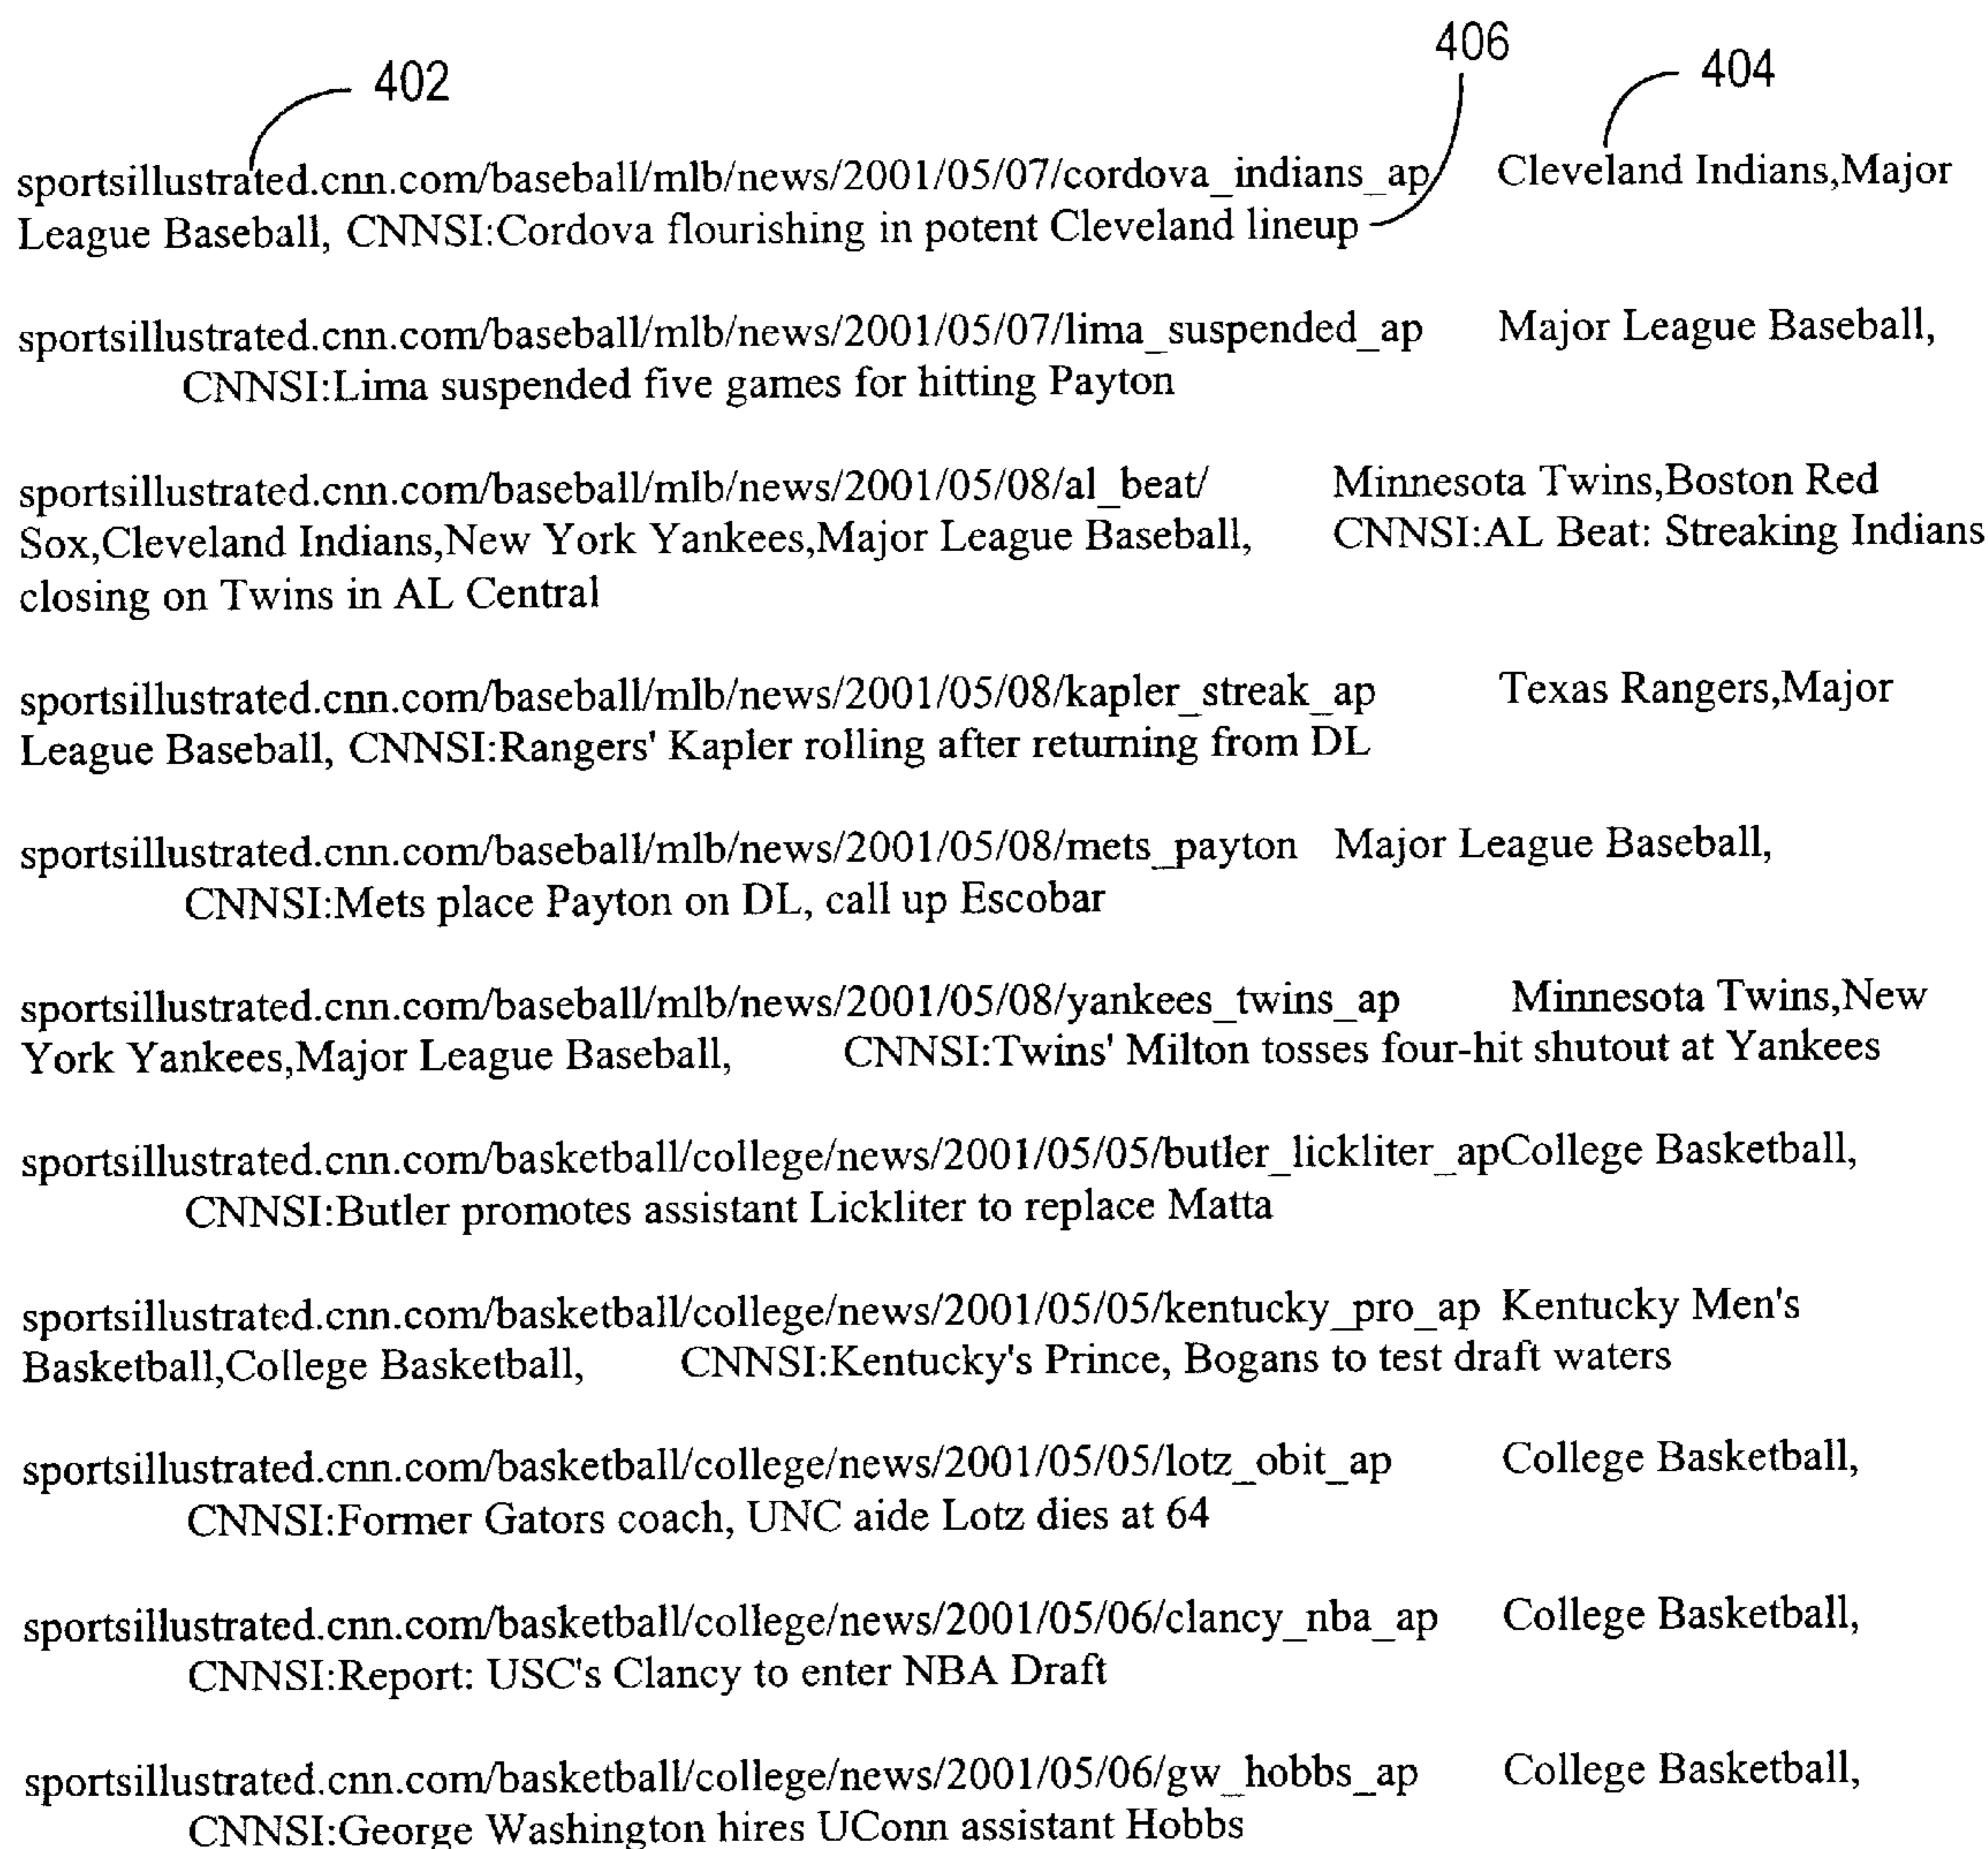 402 406 404
sportsillustrated.cnn.com/baseball/mlb/news/2001/05/07/cordova_indians_ap Cleveland Indians,Major
League Baseball, CNNSI:Cordova flourishing in potent Cleveland lineup
sportsillustrated.cnn.com/baseball/mlb/news/2001/05/07/lima_suspended_ap Major League Baseball,
CNNSI:Lima suspended five games for hitting Payton
sportsillustrated.cnn.com/baseball/mlb/news/2001/05/08/al_beat/ Minnesota Twins,Boston Red
Sox,Cleveland Indians,New York Yankees,Major League Baseball, CNNSI:AL Beat: Streaking Indians
closing on Twins in AL Central
sportsillustrated.cnn.com/baseball/mlb/news/2001/05/08/kapler_streak_ap Texas Rangers,Major
League Baseball, CNNSI:Rangers' Kapler rolling after returning from DL
sportsillustrated.cnn.com/baseball/mlb/news/2001/05/08/mets_payton Major League Baseball,
CNNSI:Mets place Payton on DL, call up Escobar
sportsillustrated.cnn.com/baseball/mlb/news/2001/05/08/yankees_twins_ap Minnesota Twins,New
York Yankees,Major League Baseball, CNNSI:Twins' Milton tosses four-hit shutout at Yankees
sportsillustrated.cnn.com/basketball/college/news/2001/05/05/butler_lickliter_apCollege Basketball,
CNNSI:Butler promotes assistant Lickliter to replace Matta
sportsillustrated.cnn.com/basketball/college/news/2001/05/05/kentucky_pro_ap Kentucky Men's
Basketball,College Basketball, CNNSI:Kentucky's Prince, Bogans to test draft waters
sportsillustrated.cnn.com/basketball/college/news/2001/05/05/lotz_obit_ap College Basketball,
CNNSI:Former Gators coach, UNC aide Lotz dies at 64
sportsillustrated.cnn.com/basketball/college/news/2001/05/06/clancy_nba_ap College Basketball,
CNNSI:Report: USC's Clancy to enter NBA Draft
sportsillustrated.cnn.com/basketball/college/news/2001/05/06/gw_hobbs_ap College Basketball,
CNNSI:George Washington hires UConn assistant Hobbs